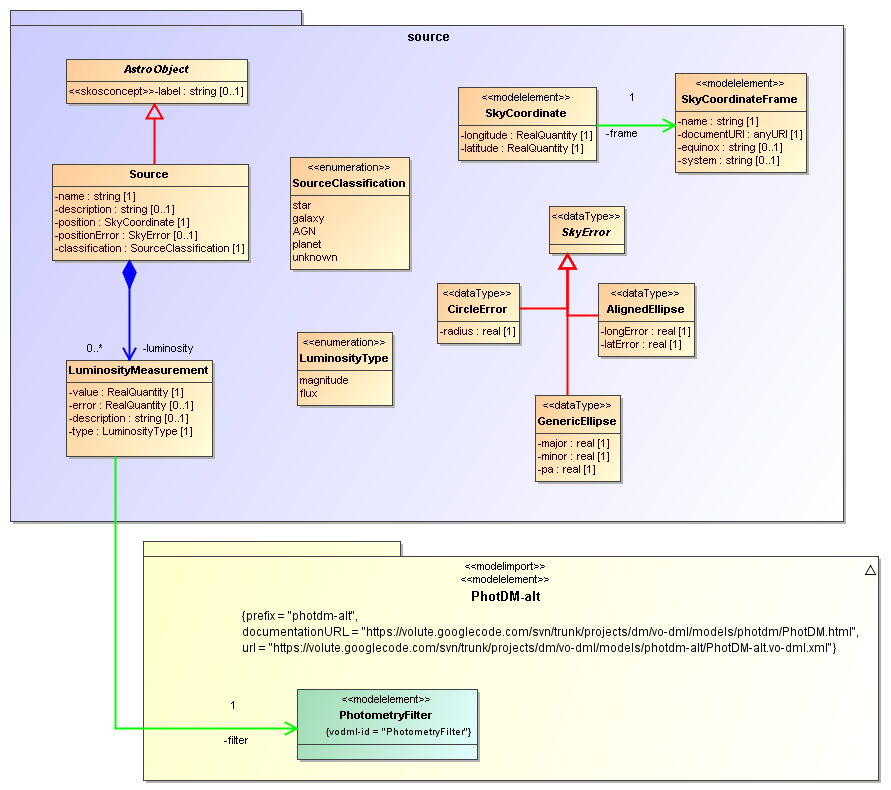 source
AstroObject
<<skosconcept>>-label : string [0..1]
Source
-name : string [1]
-description : string [0..1]
-position : SkyCoordinate [1]
-positionError : SkyError [0..1]
-classification : SourceClassification [1]
0..*
-luminosity
LuminosityMeasurement
-value : RealQuantity [1]
-error : RealQuantity [0..1]
-description : string [0..1]
-type : LuminosityType [1]
<<enumeration>>
SourceClassification
star
galaxy
AGN
planet
unknown
<<enumeration>>
LuminosityType
magnitude
flux
<<modelelement>>
SkyCoordinate
-longitude : RealQuantity [1]
-latitude : RealQuantity [1]
1
-frame
<<modelelement>>
SkyCoordinateFrame
-name : string [1]
-documentURI : anyURI [1]
-equinox : string [0..1]
-system : string [0..1]
<<dataType>>
SkyError
<<dataType>>
CircleError
-radius : real [1]
<<dataType>>
AlignedEllipse
-longError : real [1]
-latError : real [1]
<<dataType>>
GenericEllipse
-major : real [1]
-minor : real [1]
-pa : real [1]
<<modelimport>>
<<modelelement>>
PhotDM-alt
{prefix = "photdm-alt",
documentationURL = "https://volute.googlecode.com/svn/trunk/projects/dm/vo-dml/models/photdm/PhotDM.html",
url = "https://volute.googlecode.com/svn/trunk/projects/dm/vo-dml/models/photdm-alt/PhotDM-alt.vo-dml.xml"}
1
-filter
<<modelelement>>
PhotometryFilter
{vodml-id = "PhotometryFilter"}